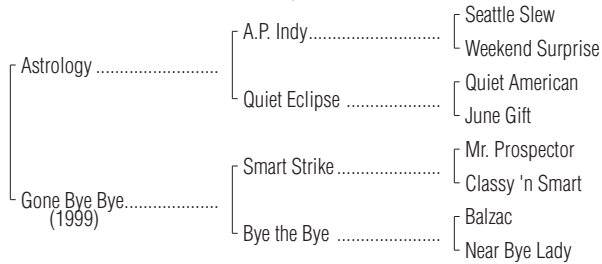 Seattle Slew
A.P. Indy......................
Weekend Surprise
Astrology ........................
Quiet American
Quiet Eclipse ................
June Gift
Mr. Prospector
Smart Strike .................
Classy 'n Smart
Gone Bye Bye..................
(1999)
Balzac
Bye the Bye .................
Near Bye Lady